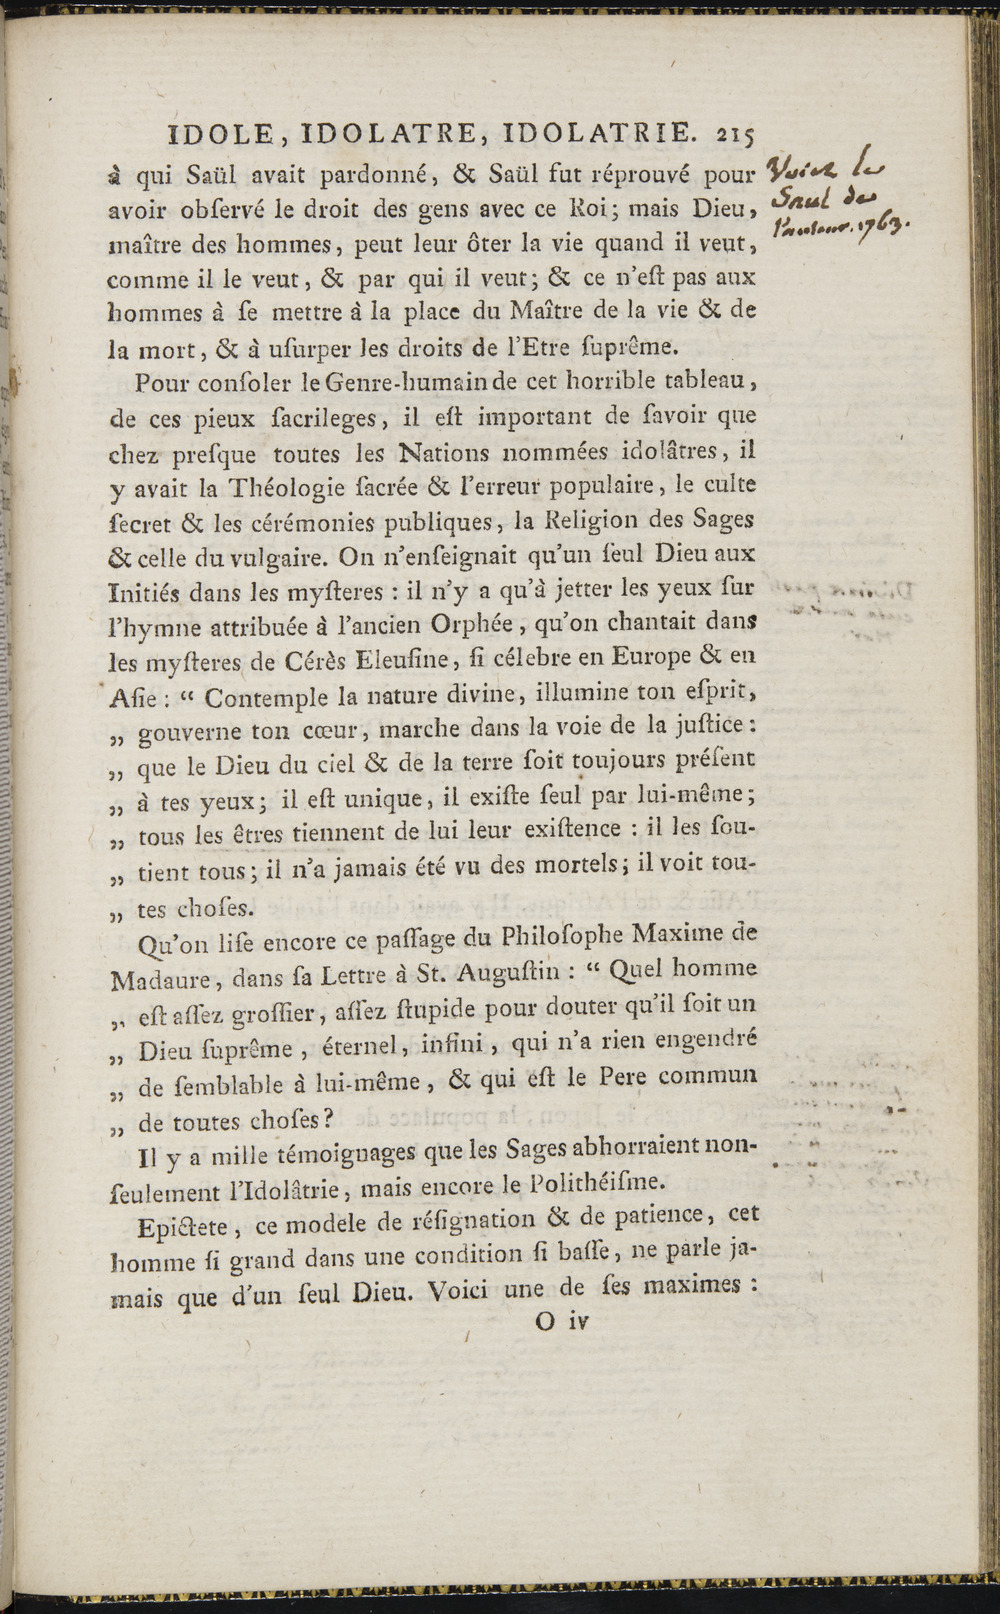 IDOLE, IDOLATRE, IDOLATRIE. 215
à qui Saül avait pardonné, & Saül fut réprouvé pour
avoir obſervé le droit des gens avec ce Roi; mais Dieu,
maître des hommes, peut leur ôter la vie quand il veut,
comme il le veut, & par qui il veut; & ce n'eſt pas aux
hommes à ſe mettre à la place du Maître de la vie & de
la mort, & à uſurper les droits de l'Etre ſuprême.
Pour conſoler le Genre-humain de cet horrible tableau,
de ces pieux ſacrileges, il eſt important de ſavoir que
chez preſque toutes les Nations nommées idolâtres, il
y avait la Théologie ſacrée & l'erreur populaire, le culte
ſecret & les cérémonies publiques, la Religion des Sages
& celle du vulgaire. On n'enſeignait qu'un ſeul Dieu aux
Initiés dans les myſteres : il n'y a qu'à jetter les yeux ſur
l'hymne attribuée à l'ancien Orphée, qu'on chantait dans
les myſteres de Cérès Eleuſine, ſi célebre en Europe & en
Aſie : “ Contemple la nature divine, illumine ton eſprit,
„ gouverne ton cœur, marche dans la voie de la juſtice :
„ que le Dieu du ciel & de la terre ſoit toujours préſent
„ à tes yeux; il eſt unique, il exiſte ſeul par lui-même;
„ tous les êtres tiennent de lui leur exiſtence : il les ſou-
„ tient tous; il n'a jamais été vu des mortels; il voit tou-
„ tes choſes.
Qu'on liſe encore ce paſſage du Philoſophe Maxime de
Madaure, dans ſa Lettre à St. Auguſtin : “ Quel homme
„ eſt aſſez groſſier, aſſez ſtupide pour douter qu'il ſoit un
„ Dieu ſuprême, éternel, infini, qui n'a rien engendré
„ de ſemblable à lui-même, & qui eſt le Pere commun
„ de toutes choſes?
Il y a mille témoignages que les Sages abhorraient non-
ſeulement l'Idolâtrie, mais encore le Polithéiſme.
Epictete, ce modele de réſignation & de patience, cet
homme ſi grand dans une condition ſi baſſe, ne parle ja-
mais que d'un ſeul Dieu. Voici une de ſes maximes :
O iv
Voiez le
Saul de
l'auteur. 1763.